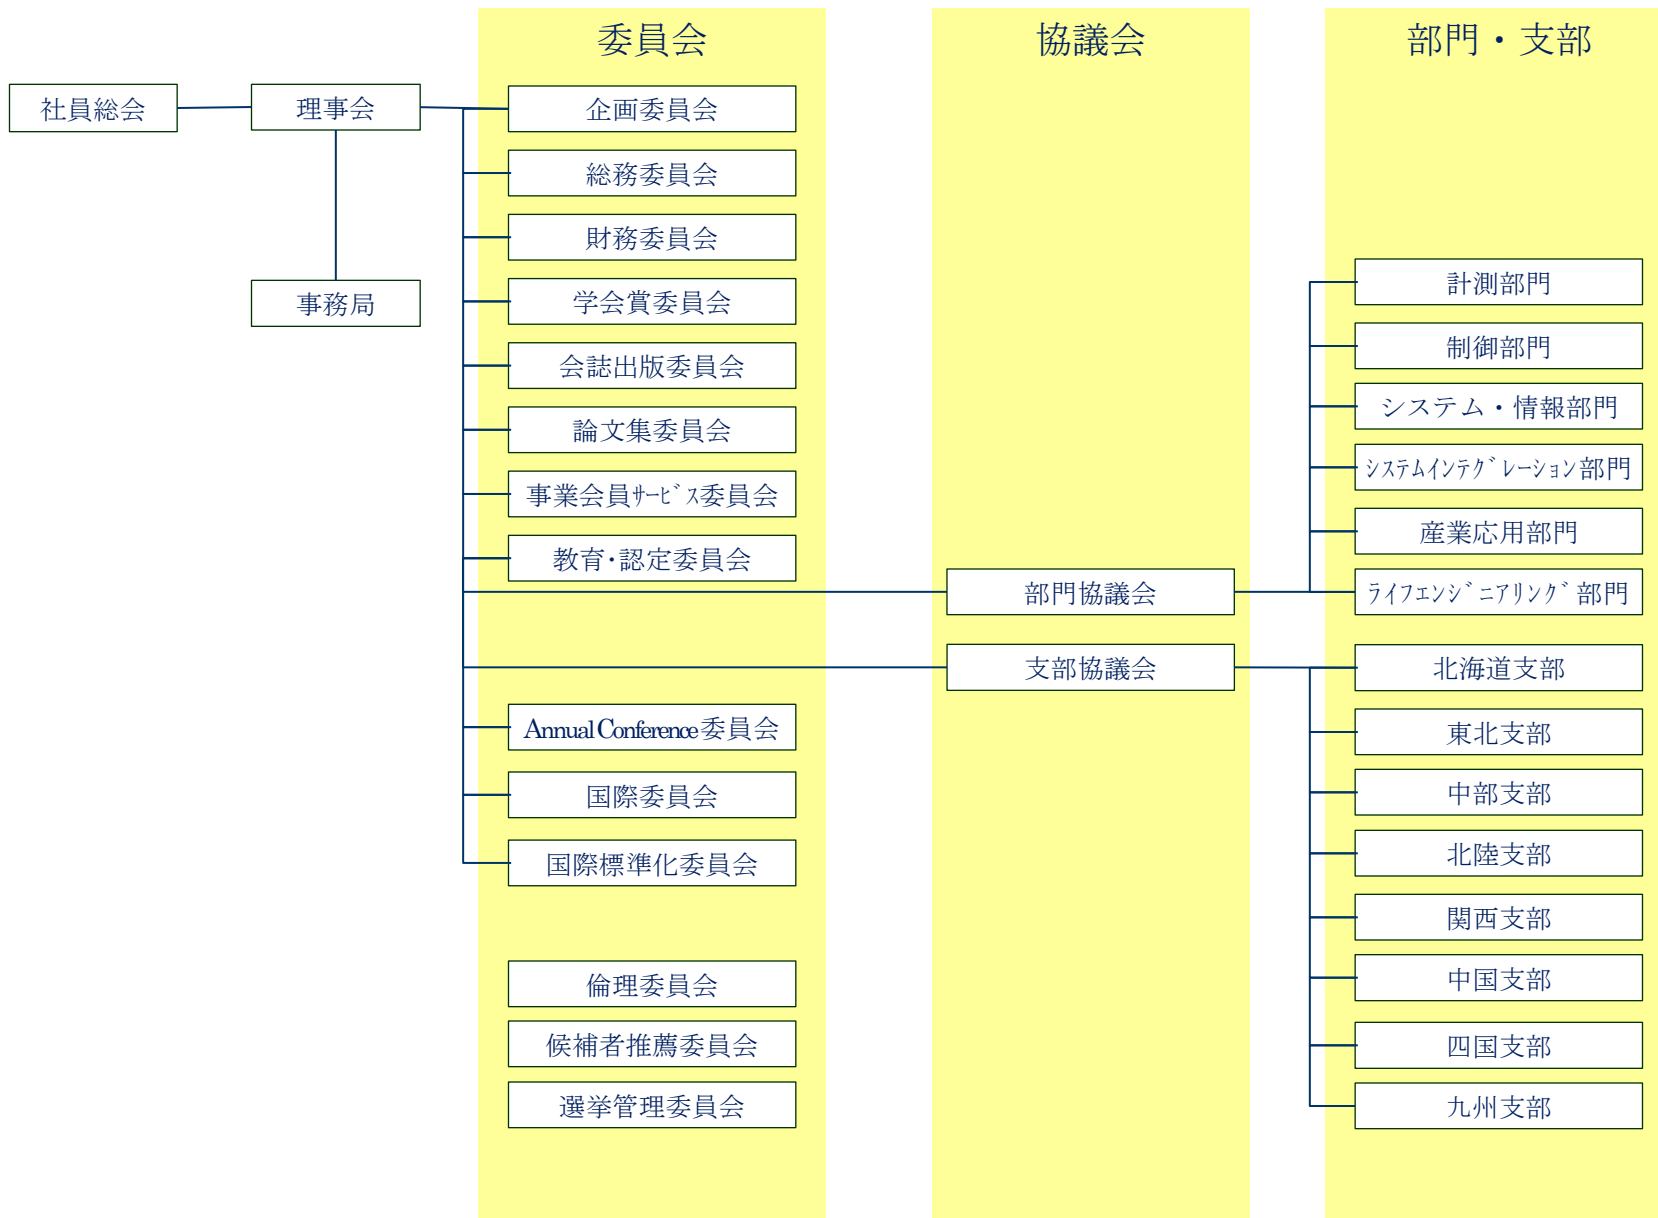 委員会
協議会
部門・支部
社員総会
理事会
事務局
企画委員会
総務委員会
財務委員会
学会賞委員会
会誌出版委員会
論文集委員会
事業会員ｻｰﾋﾞｽ委員会
教育・認定委員会
Annual Conference委員会
国際委員会
国際標準化委員会
倫理委員会
候補者推薦委員会
選挙管理委員会
部門協議会
支部協議会
計測部門
制御部門
システム・情報部門
ｼｽﾃﾑｲﾝﾃｸﾞﾚｰｼｮﾝ部門
産業応用部門
ﾗｲﾌｴﾝｼﾞﾆｱﾘﾝｸﾞ部門
北海道支部
東北支部
中部支部
北陸支部
関西支部
中国支部
四国支部
九州支部